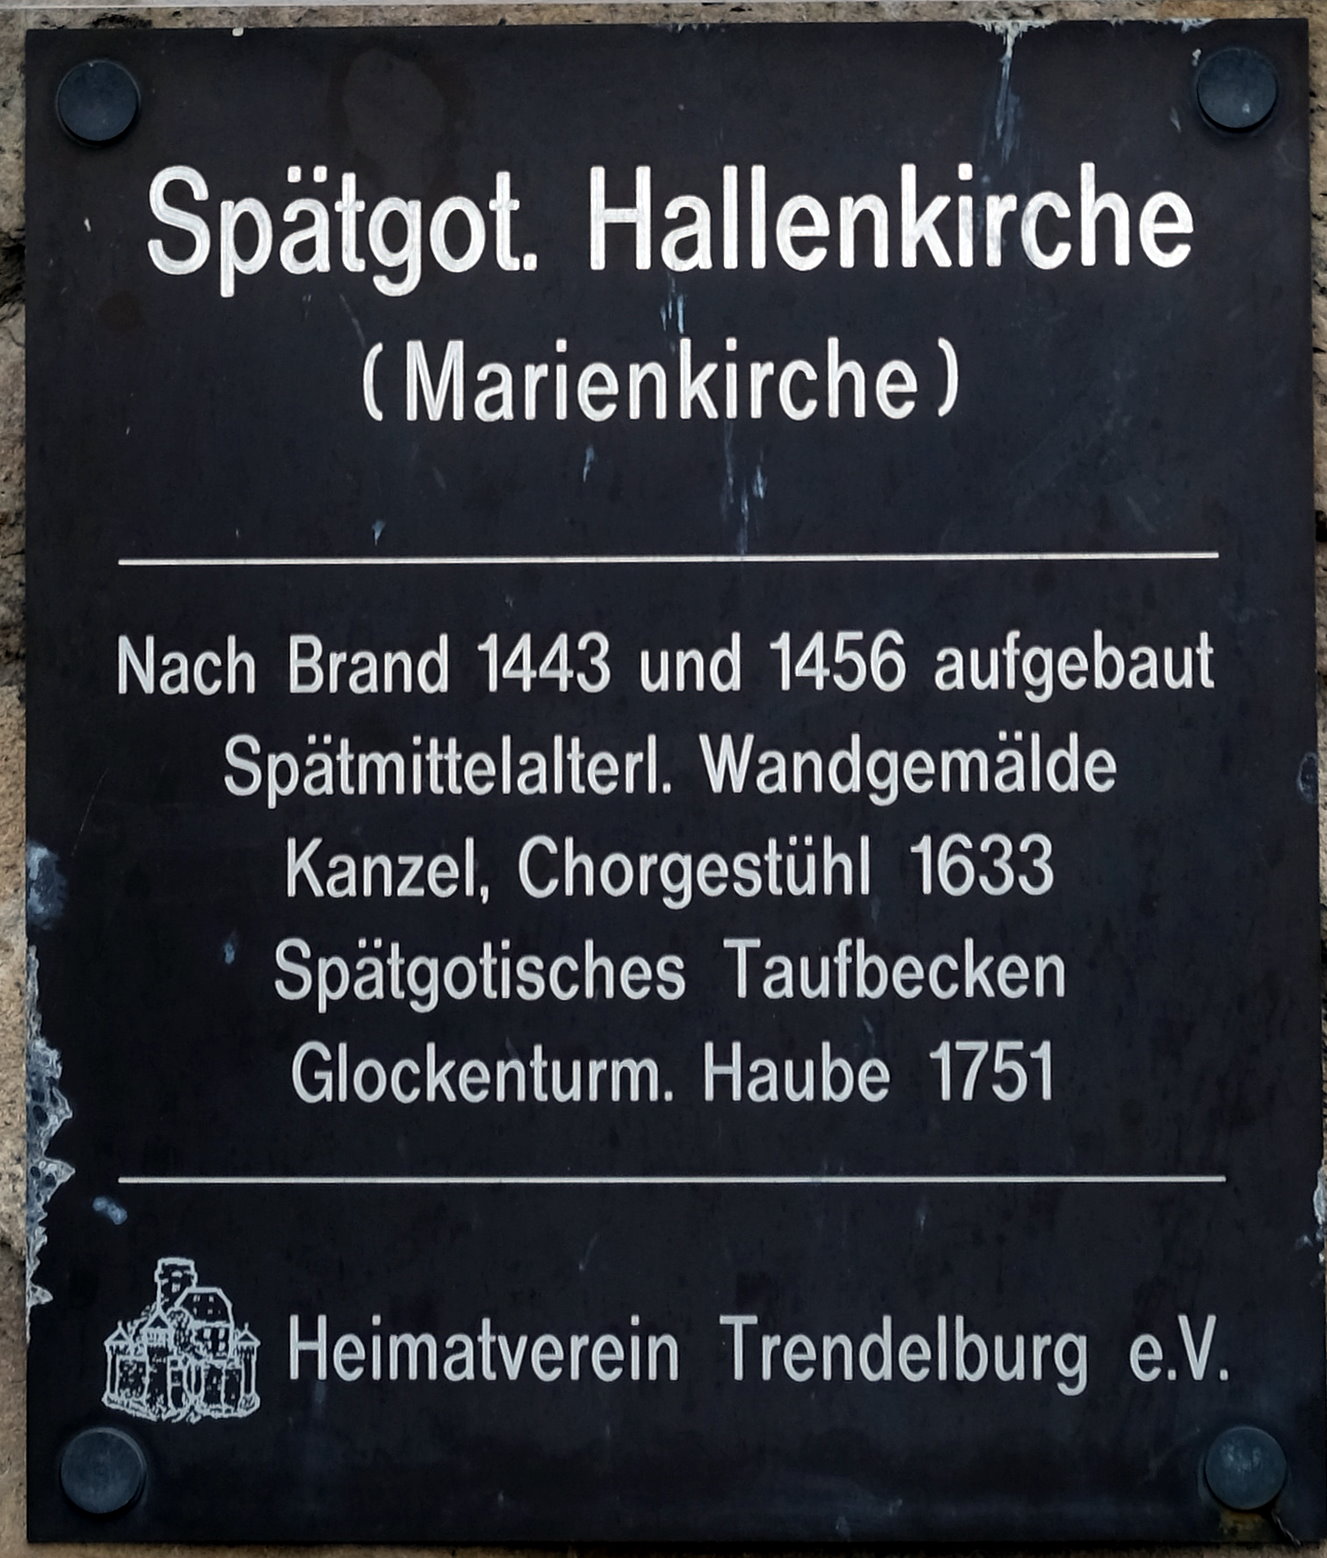 Spätgot. Hallenkirche
(Marienkirche)
Nach Brand 1443 und 1456 aufgebaut
Spätmittelalterl. Wandgemälde
Kanzel, Chorgestühl 1633
Spätgotisches Taufbecken
Glockenturm. Haube 1751
Heimatverein Trendelburg e.V.